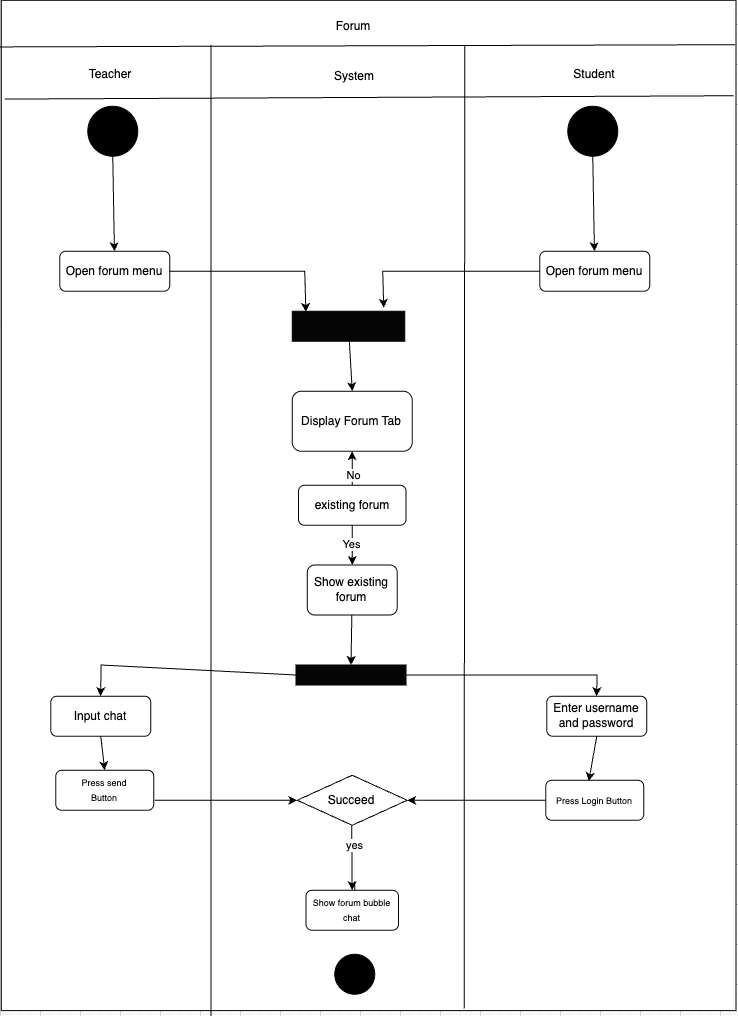 Forum
Teacher
System
Student
Open forum menu
Open forum menu
Display Forum Tab
No
existing forum
Yes
Show existing
forum
Input chat
Enter username
and password
Press send
Button
Succeed
Press Login Button
yes
Show forum bubble
chat